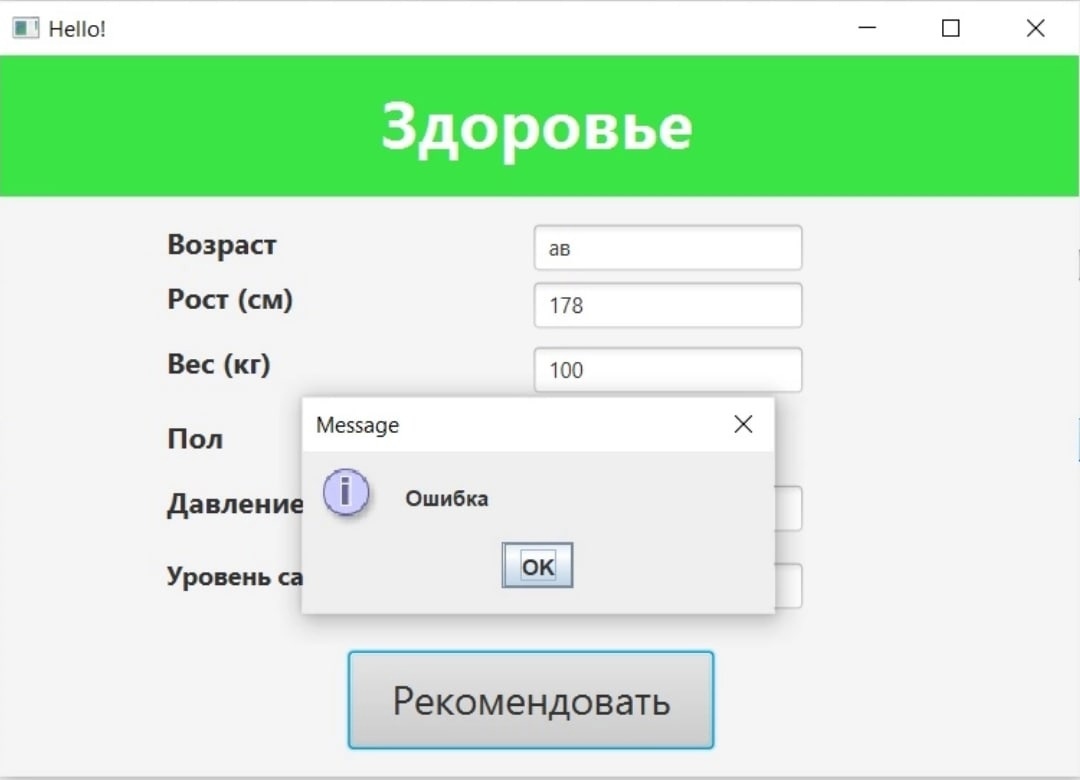 Hello!
Здоровье
Возраст
ав
Рост (см)
178
Вес (кг)
100
Message
Пол
Ошибка
Давление
OK
Уровень са
Рекомендовать